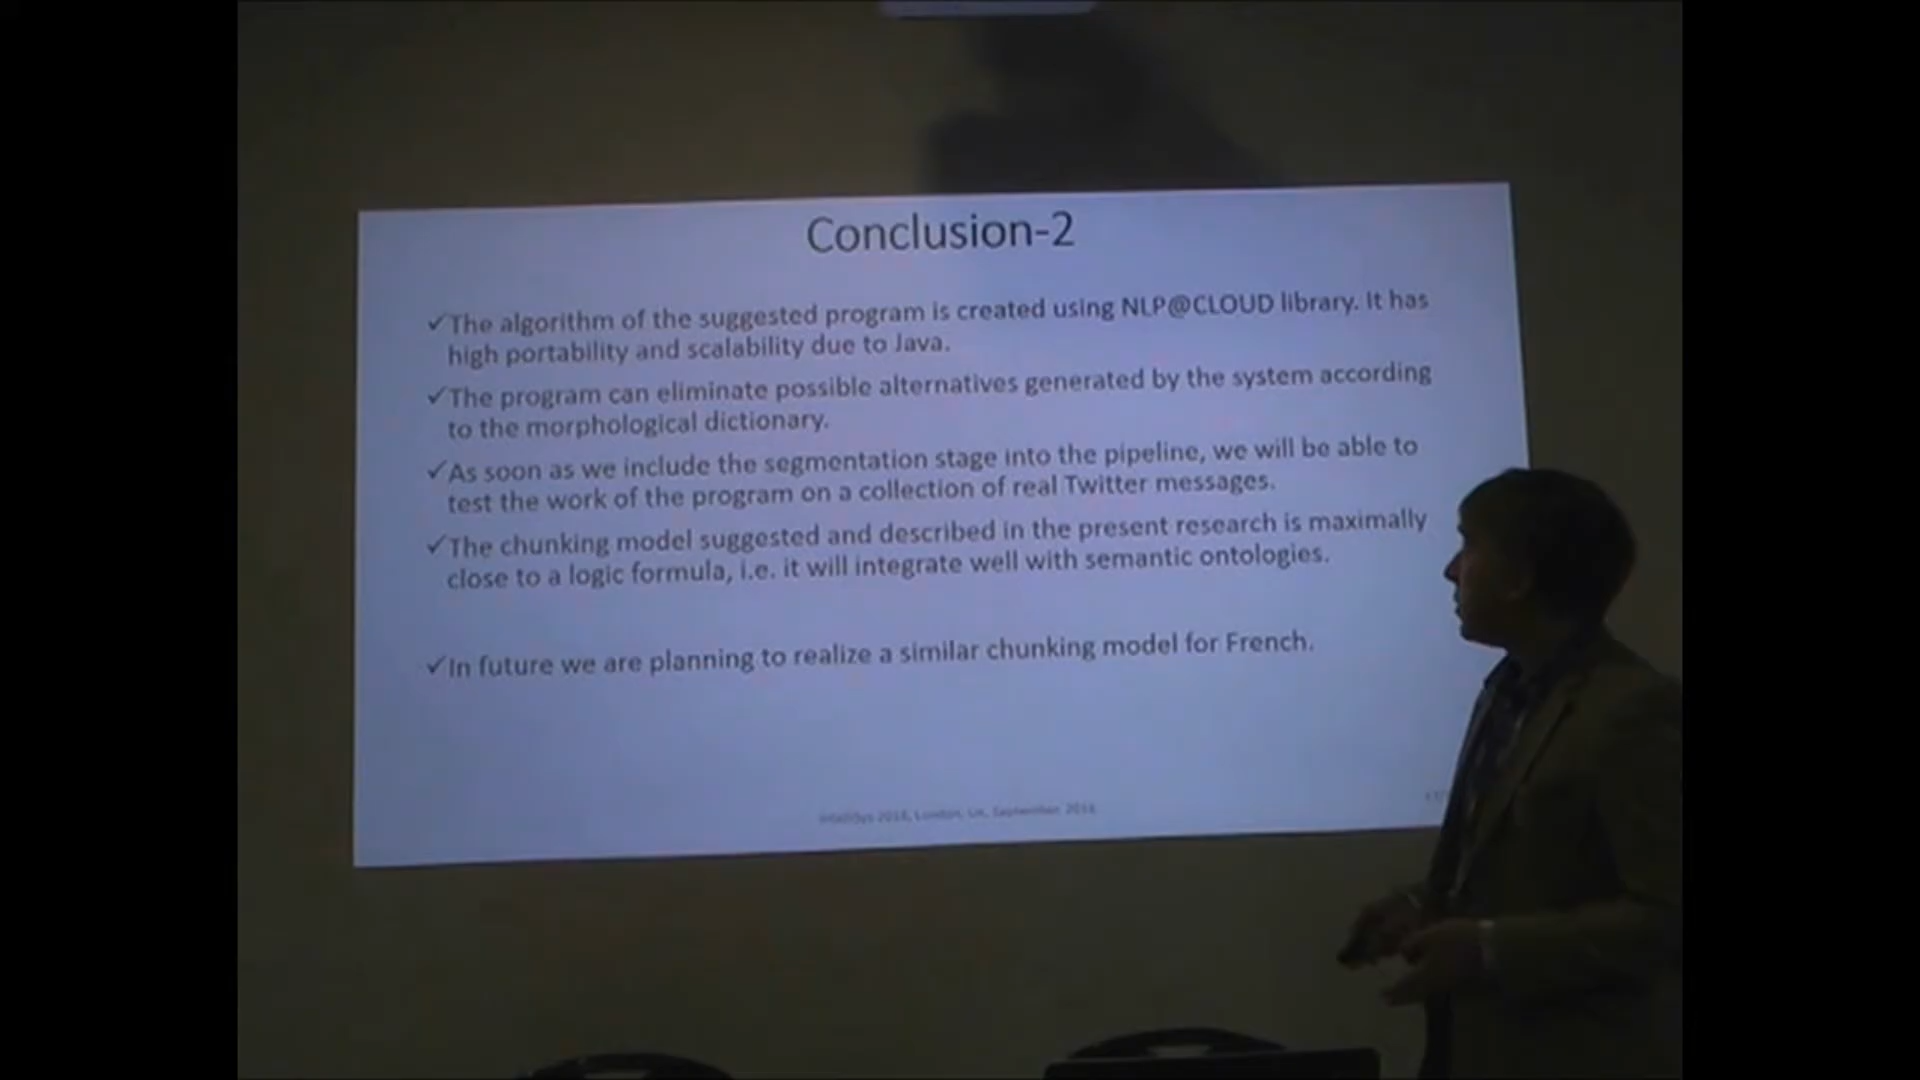 Conclusion-2
✓The algorithm of the suggested program is created using NLP@CLOUD library. It has
high portability and scalability due to Java.
✓The program can eliminate possible alternatives generated by the system according
to the morphological dictionary.
✓As soon as we include the segmentation stage into the pipeline, we will be able to
test the work of the program on a collection of real Twitter messages.
✓The chunking model suggested and described in the present research is maximally
close to a logic formula, i.e. it will integrate well with semantic ontologies.
✓In future we are planning to realize a similar chunking model for French.
London, UK, September